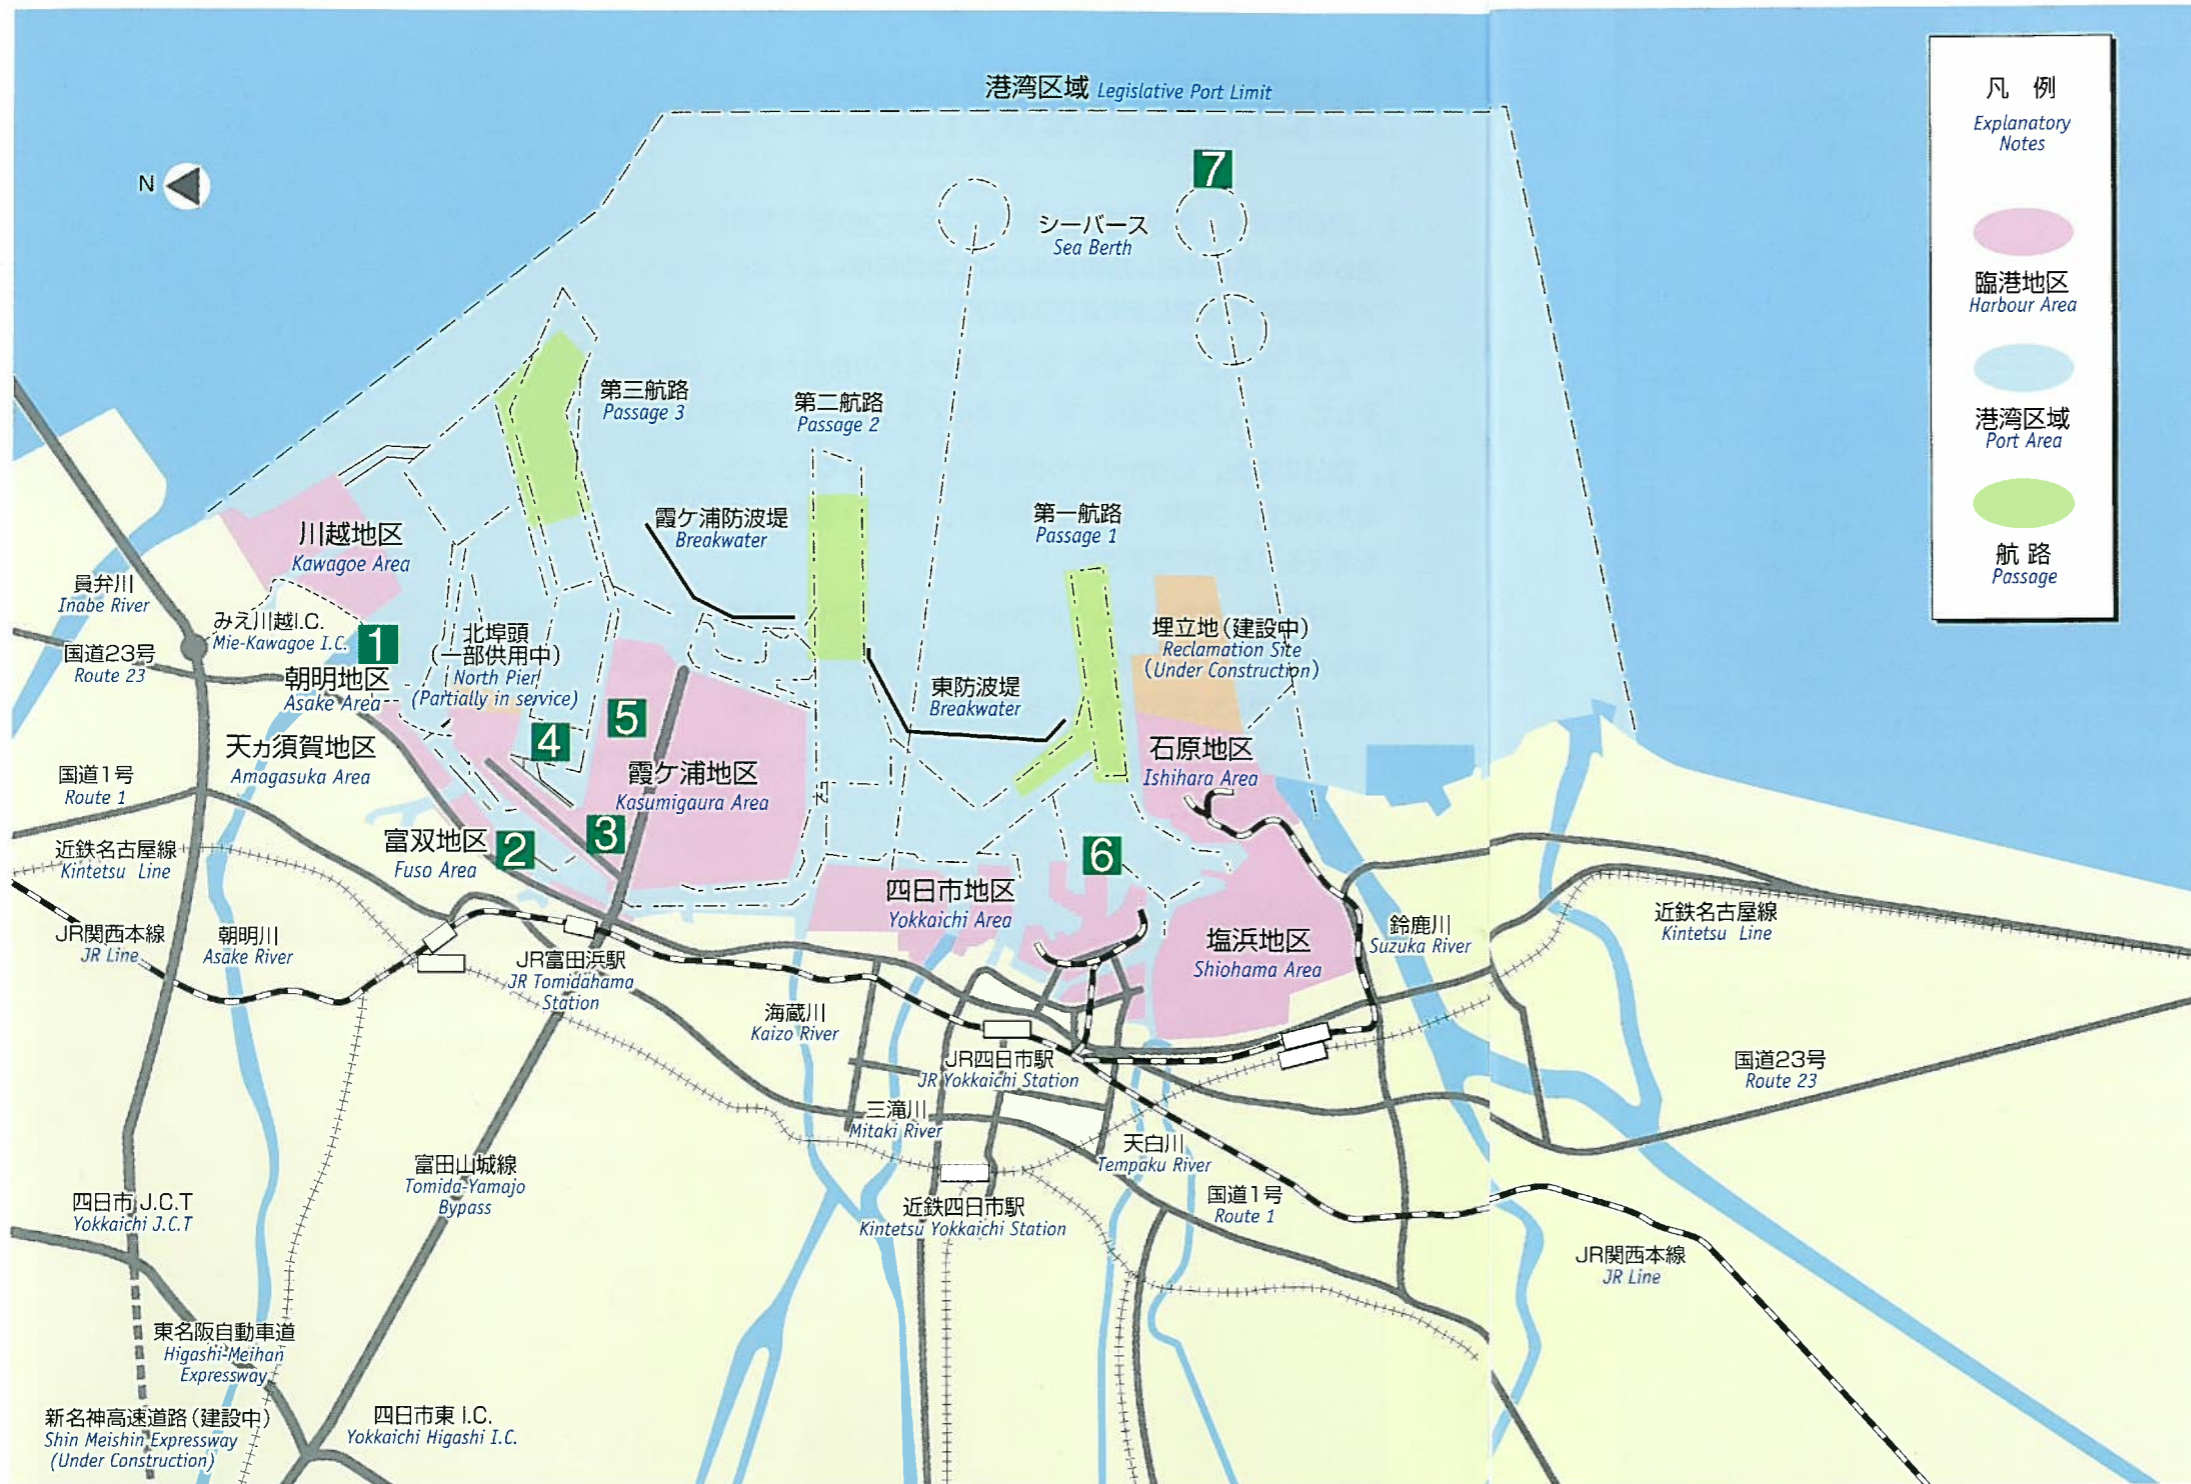 港湾区域 Legislative Port Limit
凡 例
Explanatory
Notes
臨港地区
Harbour Area
港湾区域
Port Area
航 路
Passage
N
7
シーバース
Sea Berth
第三航路
Passage 3
第二航路
Passage 2
第一航路
Passage 1
霞ケ浦防波堤
Breakwater
川越地区
Kawagoe Area
員弁川
Inabe River
みえ川越I.C.
Mie-Kawagoe I.C.
1
国道23号
Route 23
朝明地区
Asake Area
北埠頭
(一部供用中)
North Pier
(Partially in service)
埋立地(建設中)
Reclamation Site
(Under Construction)
東防波堤
Breakwater
5
4
天ヵ須賀地区
Amagasuka Area
霞ケ浦地区
Kasumigaura Area
石原地区
Ishihara Area
国道1号
Route 1
3
2
富双地区
Fuso Area
6
近鉄名古屋線
Kintetsu Line
四日市地区
Yokkaichi Area
塩浜地区
Shiohama Area
鈴鹿川
Suzuka River
近鉄名古屋線
Kintetsu Line
JR関西本線
JR Line
朝明川
Asake River
JR富田浜駅
JR Tomidahama
Station
海蔵川
Kaizo River
JR四日市駅
JR Yokkaichi Station
国道23号
Route 23
三滝川
Mitaki River
天白川
Tempaku River
富田山城線
Tomida-Yamajo
Bypass
四日市 J.C.T
Yokkaichi J.C.T
近鉄四日市駅
Kintetsu Yokkaichi Station
国道1号
Route 1
JR関西本線
JR Line
東名阪自動車道
Higashi-Meihan
Expressway
新名神高速道路(建設中)
Shin Meishin Expressway
(Under Construction)
四日市東 I.C.
Yokkaichi Higashi I.C.